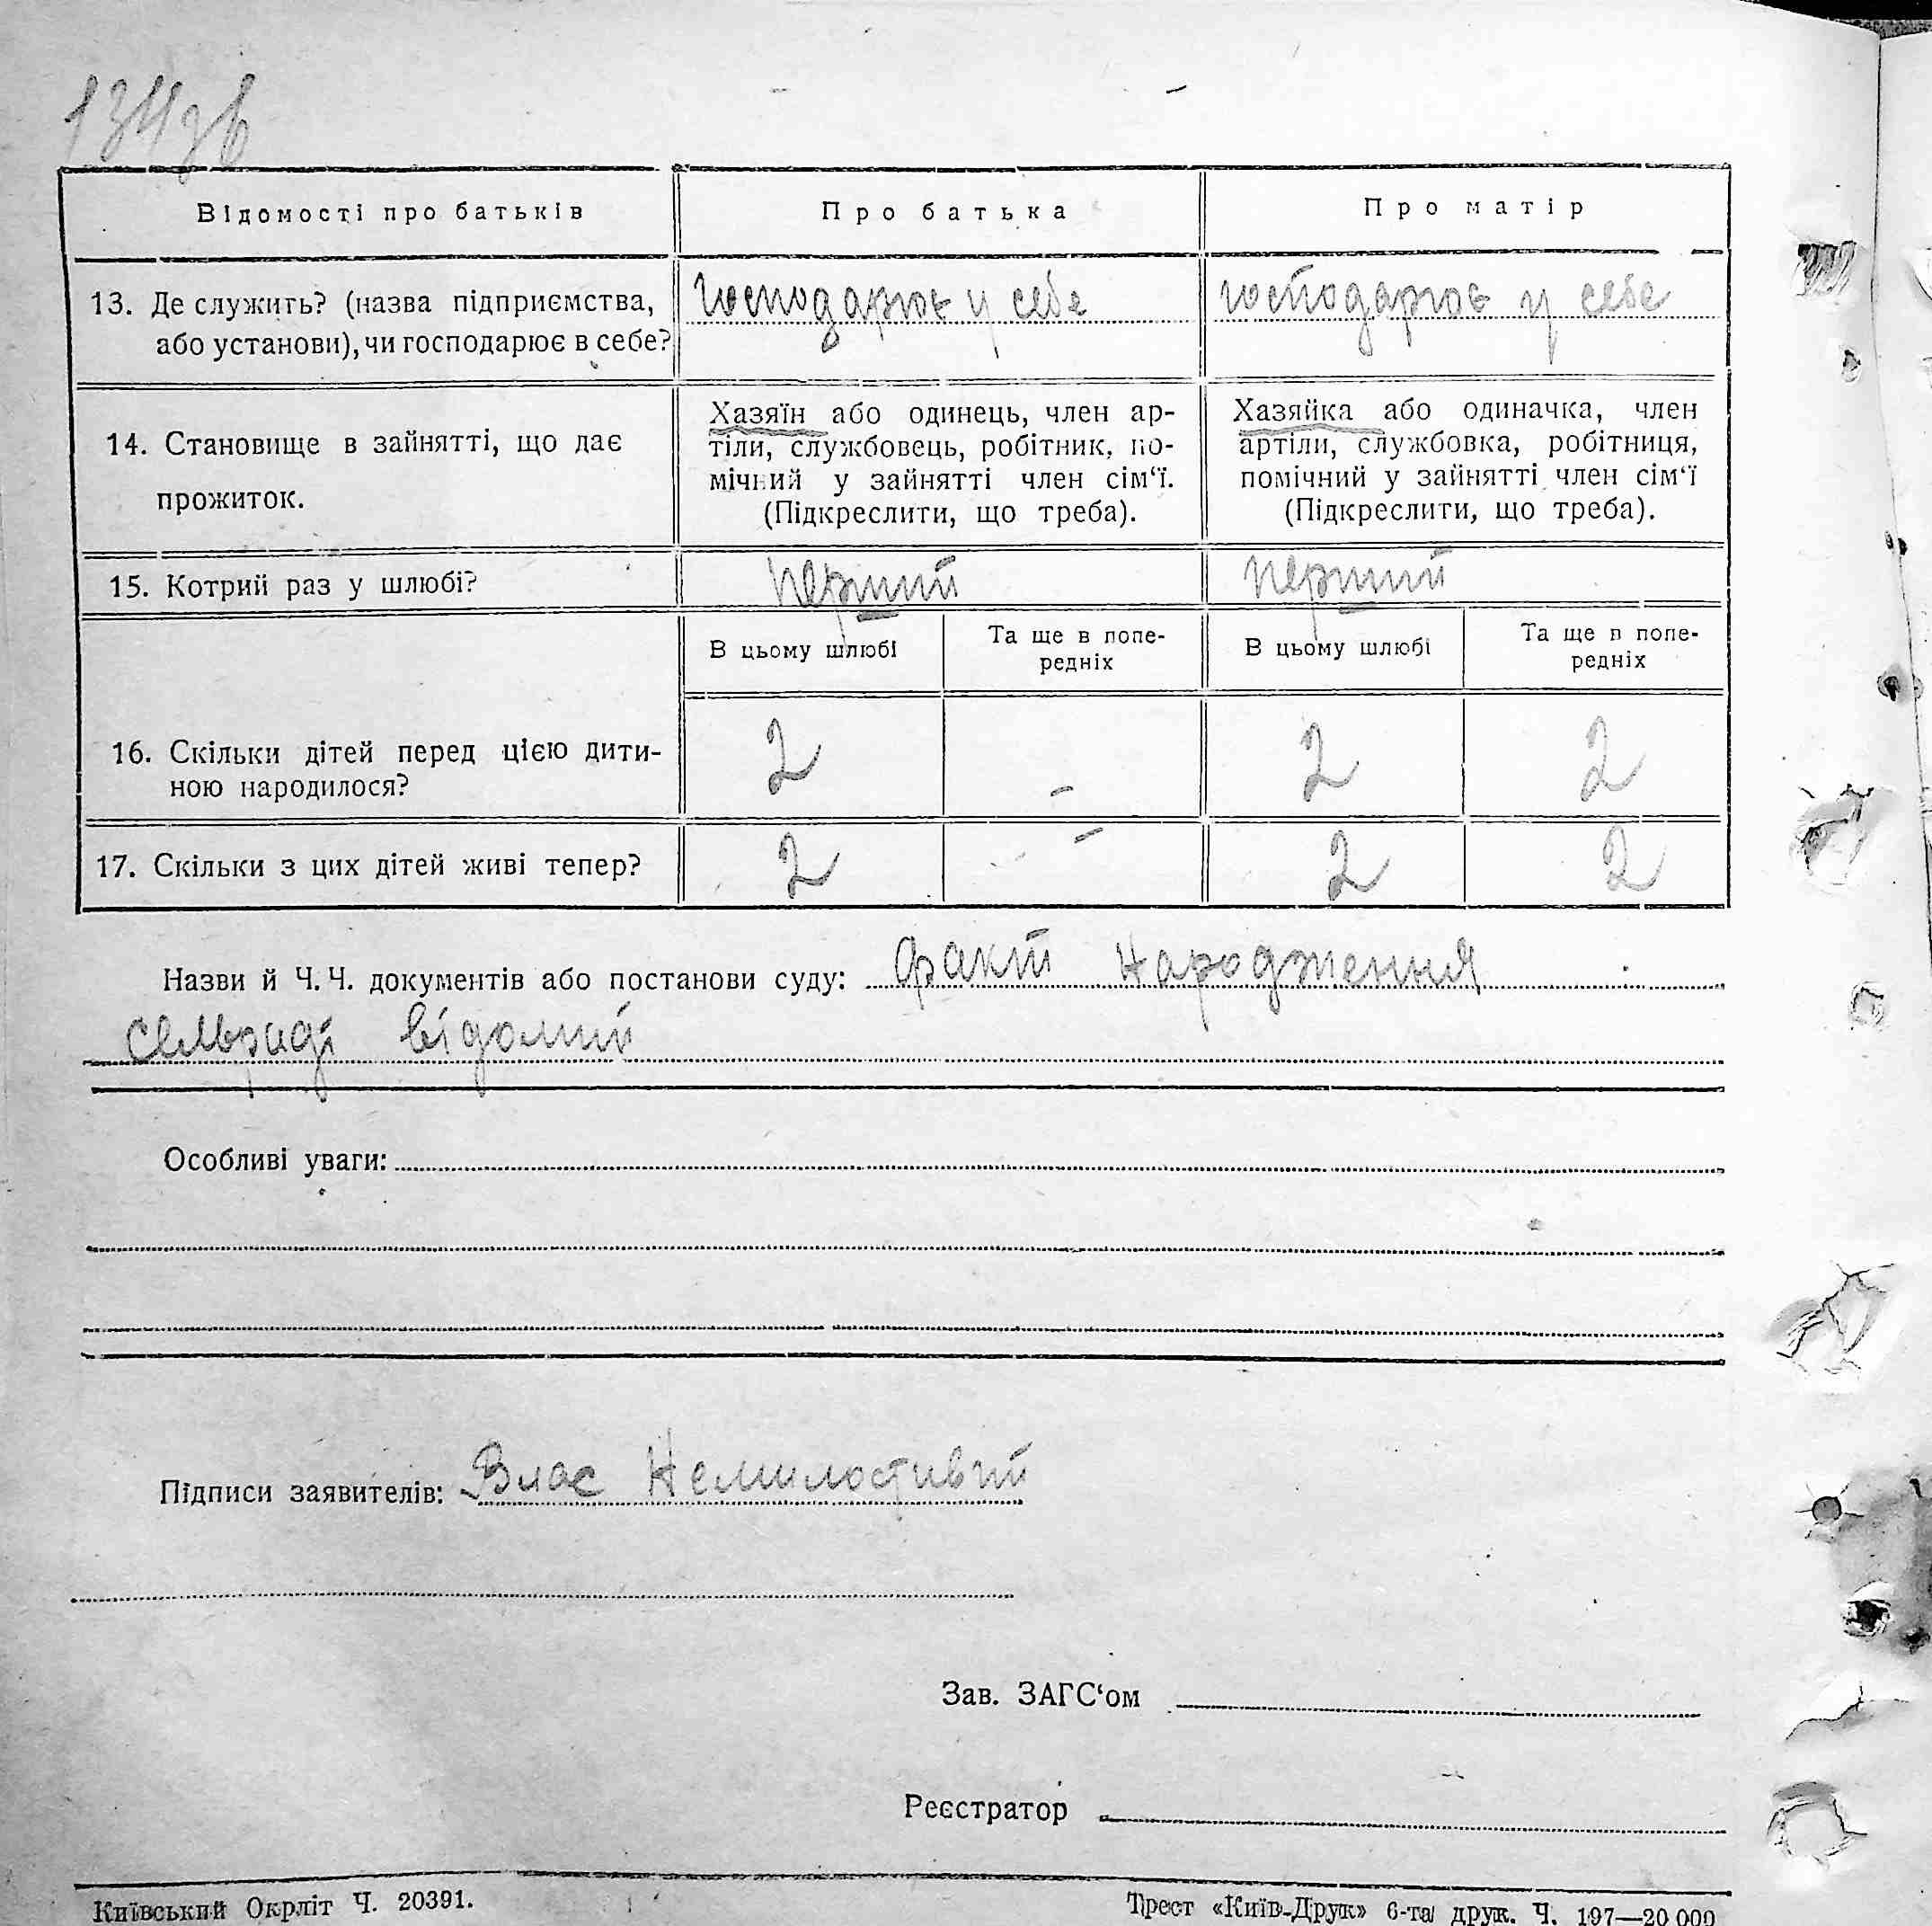 134зв
Відомості про батьків Про батька Про матір
13. Де служить? (назва підприємства, або установи), чи господарює в себе? господарює у себе господарює у себе
14. Становище в зайнятті, що дає прожиток.
Хазяїн або одинець, член ар-
тіли, службовець, робітник, по-
мічний у зайнятті член сім‘ї.
(Підкреслити, що треба).
Хазяйка або одиначка, член
артіли, службовка, робітниця,
помічний у зайнятті член сім‘ї
(Підкреслити, що треба).
15. Котрий раз у шлюбі? перший перший
В цьому шлюбі Та ще в попе-редніх В цьому шлюбі Та ще в попе-редніх
16. Скільки дітей перед цією дити-
ною народилося? 2 - 2 2
17. Скільки з цих дітей живі тепер? 2 - 2 2
Назви й Ч. Ч. документів або постанови суду: факт народження
сельраді відомий
Особливі уваги:
Підписи заявителів: Влас Немилостивий
Зав. ЗАГС‘ом
Реєстратор
Київський Окрліт Ч. 20391. Трест «Київ-Друк» 6-та друк. Ч. 197—20 000